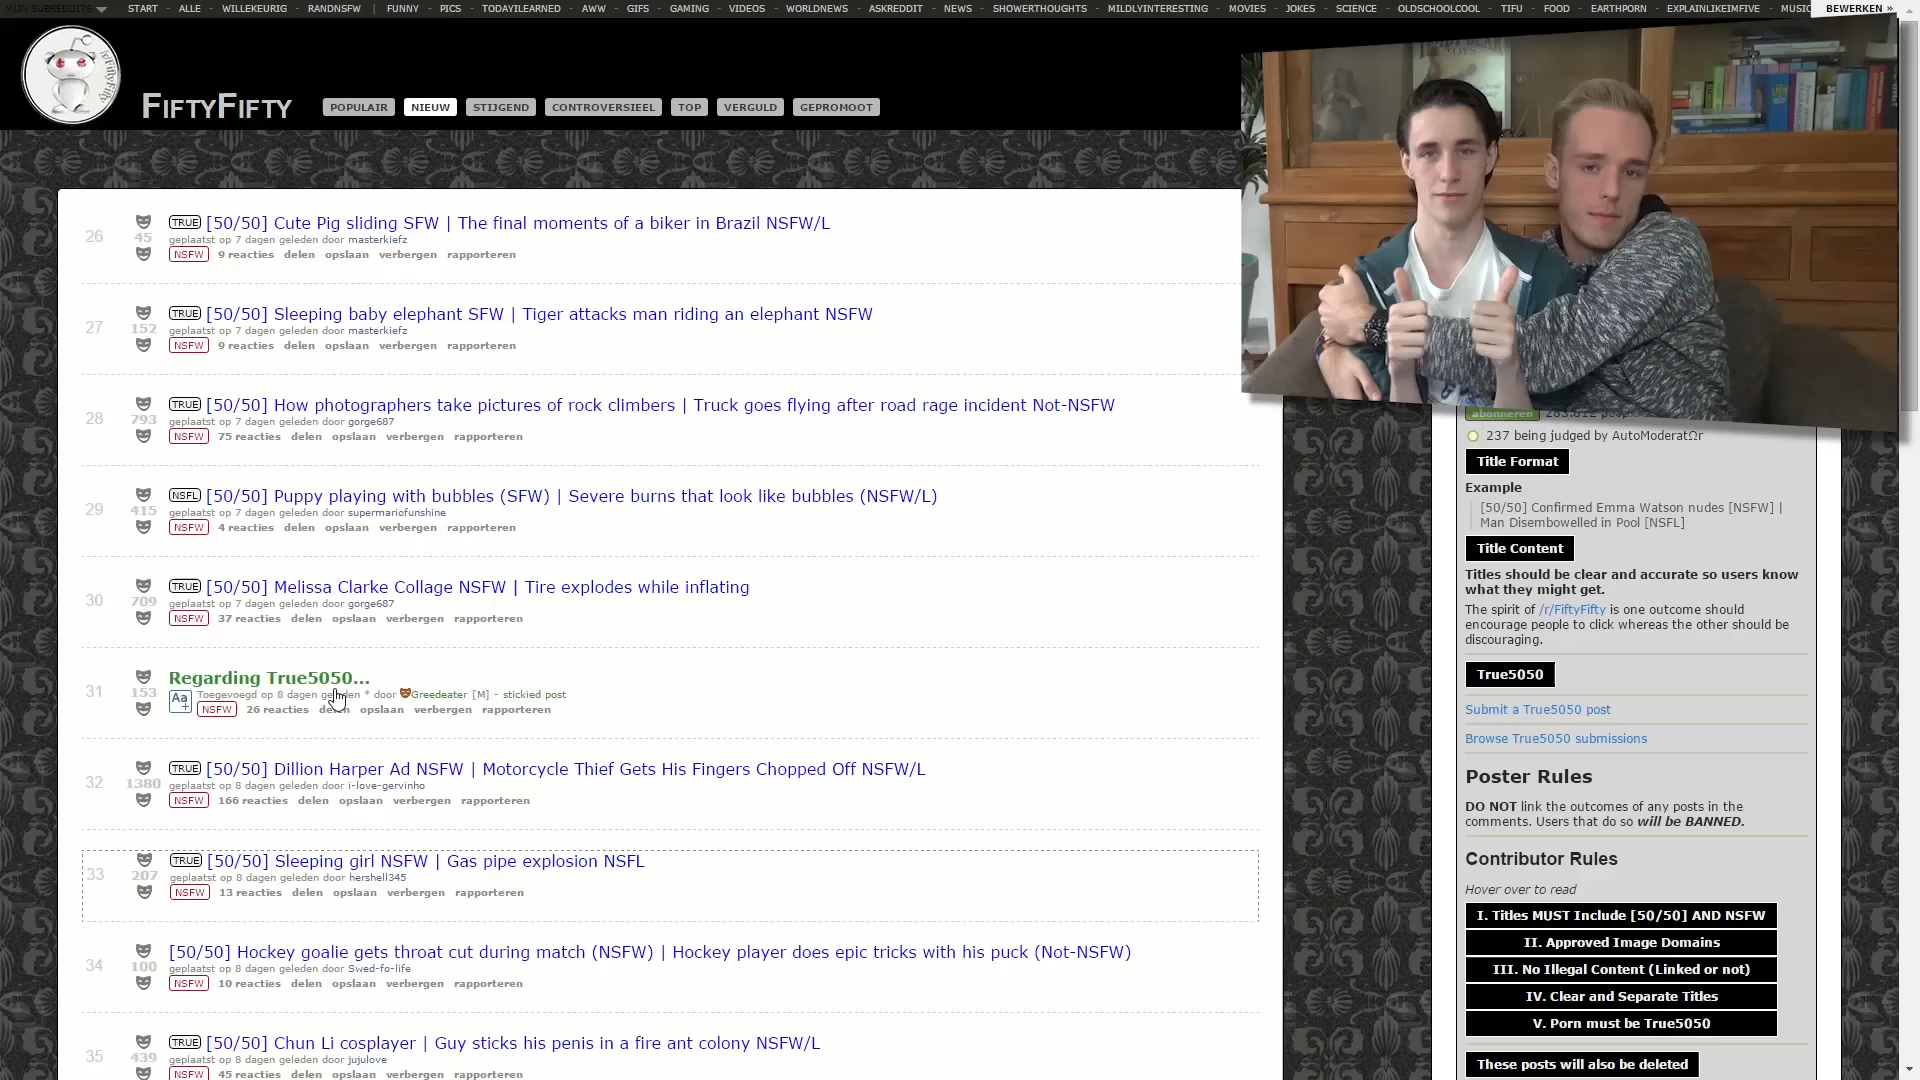 MIJN SUBREDDITS START - ALLE - WILLEKEURIG - RANDNSFW | FUNNY - PICS - TODAYILEARNED - AWW - GIFS - GAMING - VIDEOS - WORLDNEWS - ASKREDDIT - NEWS - SHOWERTHOUGHTS - MILDLYINTERESTING - MOVIES - JOKES - SCIENCE - OLDSCHOOLCOOL - TIFU - FOOD - EARTHPORN - EXPLAINLIKEIMFIVE - MUSIC BEWERKEN »
/r/FiftyFifty
FIFTYFIFTY POPULAIR NIEUW STIJGEND CONTROVERSIEEL TOP VERGULD GEPROMOOT
26 45 TRUE [50/50] Cute Pig sliding SFW | The final moments of a biker in Brazil NSFW/L
geplaatst op 7 dagen geleden door masterkiefz
NSFW 9 reacties delen opslaan verbergen rapporteren
27 152 TRUE [50/50] Sleeping baby elephant SFW | Tiger attacks man riding an elephant NSFW
geplaatst op 7 dagen geleden door masterkiefz
NSFW 9 reacties delen opslaan verbergen rapporteren
28 793 TRUE [50/50] How photographers take pictures of rock climbers | Truck goes flying after road rage incident Not-NSFW
geplaatst op 7 dagen geleden door gorge687
NSFW 75 reacties delen opslaan verbergen rapporteren
29 415 NSFL [50/50] Puppy playing with bubbles (SFW) | Severe burns that look like bubbles (NSFW/L)
geplaatst op 7 dagen geleden door supermariofunshine
NSFW 4 reacties delen opslaan verbergen rapporteren
30 709 TRUE [50/50] Melissa Clarke Collage NSFW | Tire explodes while inflating
geplaatst op 7 dagen geleden door gorge687
NSFW 37 reacties delen opslaan verbergen rapporteren
31 153 Regarding True5050...
Aa+ Toegevoegd op 8 dagen geleden * door Greedeater [M] - stickied post
NSFW 26 reacties delen opslaan verbergen rapporteren
32 1380 TRUE [50/50] Dillion Harper Ad NSFW | Motorcycle Thief Gets His Fingers Chopped Off NSFW/L
geplaatst op 8 dagen geleden door i-love-gervinho
NSFW 166 reacties delen opslaan verbergen rapporteren
33 207 TRUE [50/50] Sleeping girl NSFW | Gas pipe explosion NSFL
geplaatst op 8 dagen geleden door hershell345
NSFW 13 reacties delen opslaan verbergen rapporteren
34 100 [50/50] Hockey goalie gets throat cut during match (NSFW) | Hockey player does epic tricks with his puck (Not-NSFW)
geplaatst op 8 dagen geleden door Swed-fo-life
NSFW 10 reacties delen opslaan verbergen rapporteren
35 439 TRUE [50/50] Chun Li cosplayer | Guy sticks his penis in a fire ant colony NSFW/L
geplaatst op 8 dagen geleden door jujulove
NSFW 45 reacties delen opslaan verbergen rapporteren
abonneren
237 being judged by AutoModeratΩr
Title Format
Example
[50/50] Confirmed Emma Watson nudes [NSFW] |
Man Disembowelled in Pool [NSFL]
Title Content
Titles should be clear and accurate so users know
what they might get.
The spirit of /r/FiftyFifty is one outcome should
encourage people to click whereas the other should be
discouraging.
True5050
Submit a True5050 post
Browse True5050 submissions
Poster Rules
DO NOT link the outcomes of any posts in the
comments. Users that do so will be BANNED.
Contributor Rules
Hover over to read
I. Titles MUST Include [50/50] AND NSFW
II. Approved Image Domains
III. No Illegal Content (Linked or not)
IV. Clear and Separate Titles
V. Porn must be True5050
These posts will also be deleted